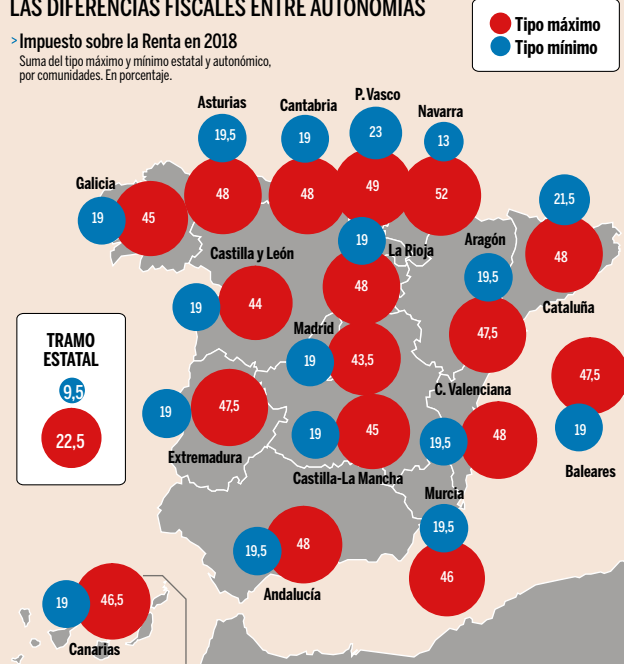 LAS DIFERENCIAS FISCALES ENTRE AUTONOMÍAS
> Impuesto sobre la Renta en 2018
Suma del tipo máximo y mínimo estatal y autonómico,
por comunidades. En porcentaje.
Tipo máximo
Tipo mínimo
Asturias
19,5
48
Cantabria
19
48
P. Vasco
23
49
Navarra
13
52
Galicia
19
45
Castilla y León
19
44
La Rioja
19
48
Aragón
19,5
47,5
21,5
48
Cataluña
TRAMO
ESTATAL
9,5
22,5
Madrid
19
43,5
19
47,5
Extremadura
19
45
Castilla-La Mancha
C. Valenciana
19,5
48
47,5
19
Baleares
Murcia
19,5
46
19,5
48
Andalucía
19
46,5
Canarias